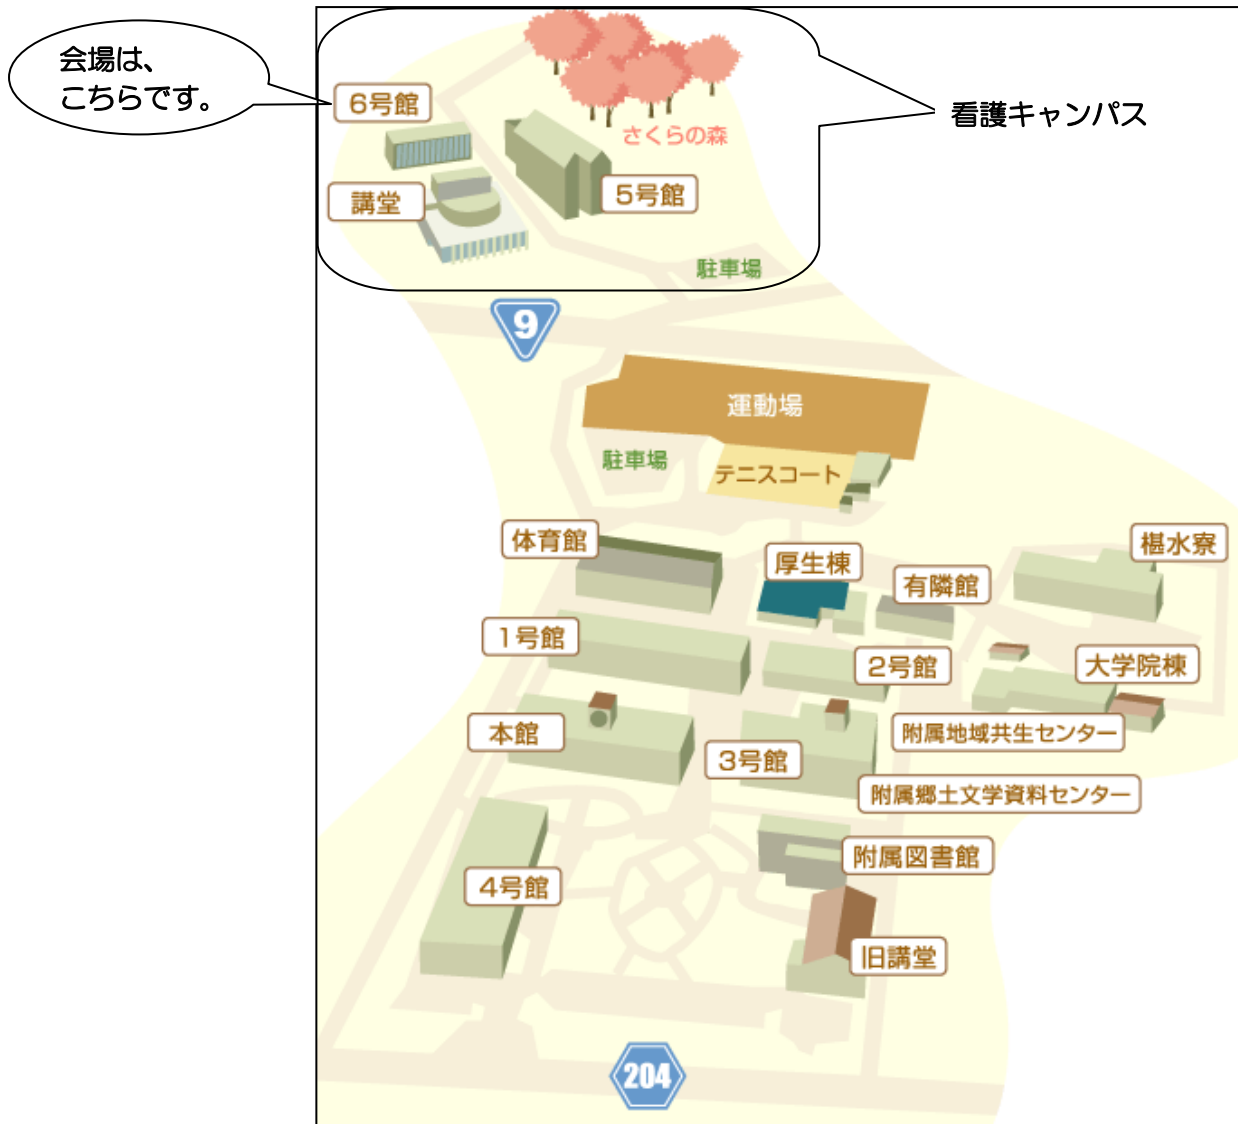 会場は、
こちらです。
6号館
さくらの森
看護キャンパス
講堂
5号館
駐車場
9
運動場
駐車場
テニスコート
体育館
厚生棟
椹水寮
有隣館
1号館
2号館
大学院棟
本館
3号館
附属地域共生センター
附属郷土文学資料センター
附属図書館
4号館
旧講堂
204